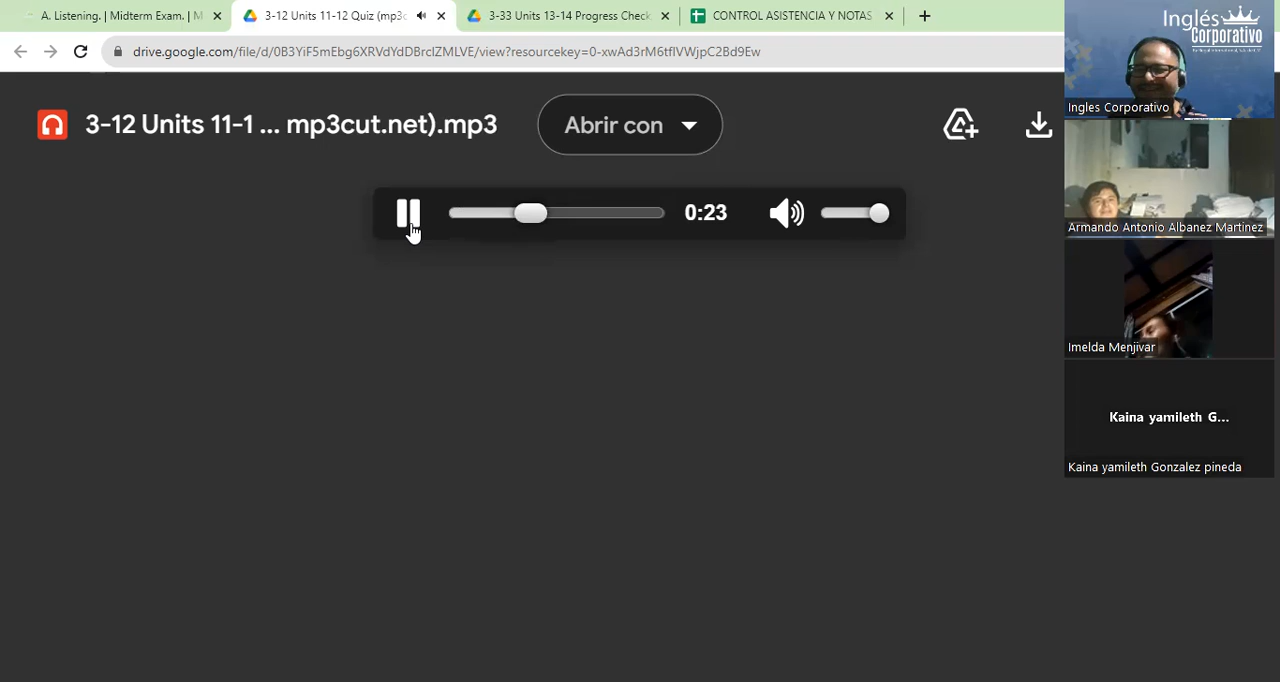 A. Listening. | Midterm Exam. | M
3-12 Units 11-12 Quiz (mp3c
3-33 Units 13-14 Progress Check
CONTROL ASISTENCIA Y NOTAS
drive.google.com/file/d/0B3YiF5mEbg6XRVdYdDBrclZMLVE/view?resourcekey=0-xwAd3rM6tflVWjpC2Bd9Ew
3-12 Units 11-1 ... mp3cut.net).mp3
Abrir con
0:23
Inglés
Corporativo
Ingles Corporativo
Armando Antonio Albanez Martinez
Imelda Menjivar
Kaina yamileth G...
Kaina yamileth Gonzalez pineda